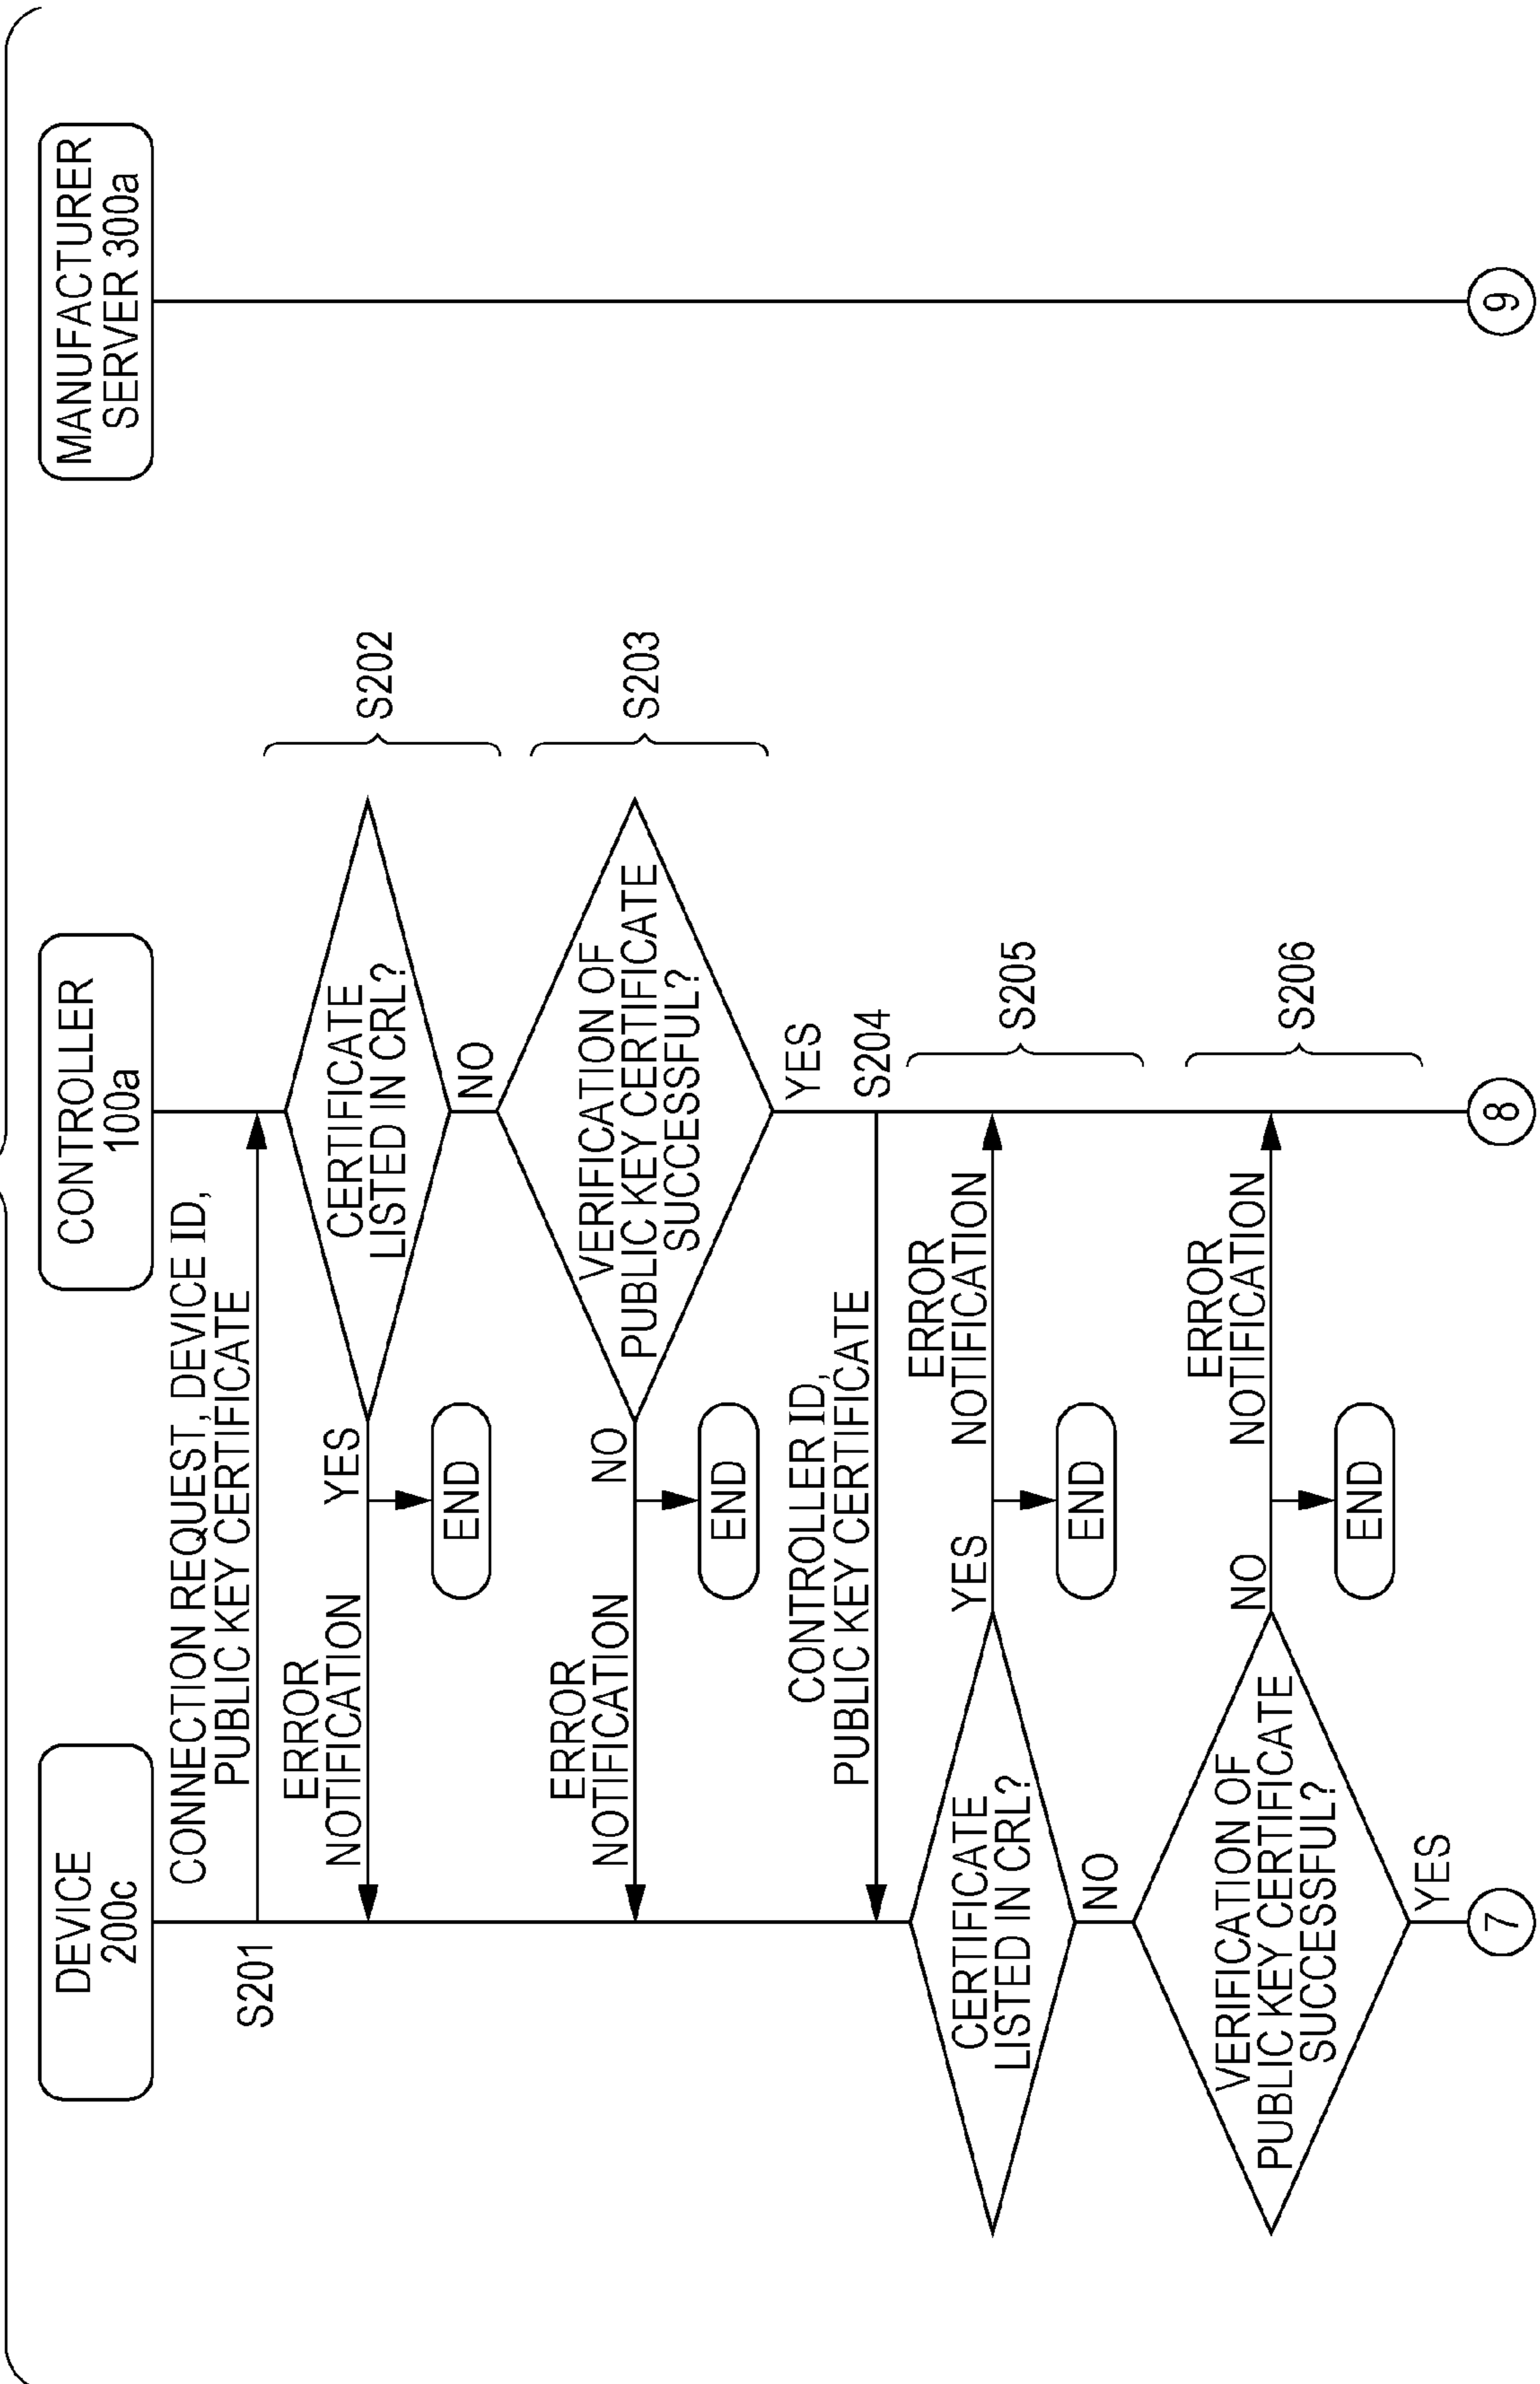 DEVICE
200c
CONTROLLER
100a
MANUFACTURER
SERVER 300a
S201
CONNECTION REQUEST, DEVICE ID,
PUBLIC KEY CERTIFICATE
CERTIFICATE
LISTED IN CRL?
S202
YES
ERROR
NOTIFICATION
END
NO
VERIFICATION OF
PUBLIC KEY CERTIFICATE
SUCCESSFUL?
S203
NO
ERROR
NOTIFICATION
END
YES
S204
CONTROLLER ID,
PUBLIC KEY CERTIFICATE
CERTIFICATE
LISTED IN CRL?
YES
ERROR
NOTIFICATION
S205
END
NO
VERIFICATION OF
PUBLIC KEY CERTIFICATE
SUCCESSFUL?
NO
ERROR
NOTIFICATION
S206
END
YES
7
8
9